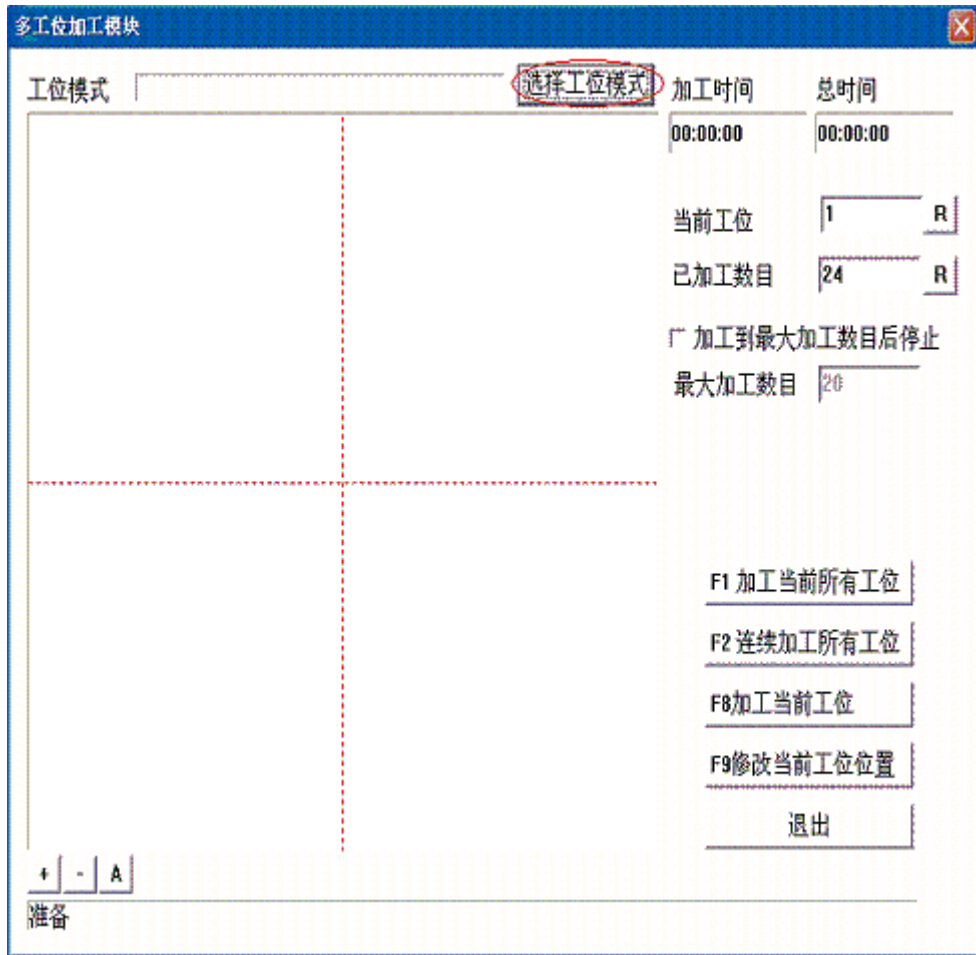 多工位加工模块
工位模式
选择工位模式
加工时间
总时间
00:00:00
00:00:00
当前工位
1
R
已加工数目
24
R
加工到最大加工数目后停止
最大加工数目
20
F1 加工当前所有工位
F2 连续加工所有工位
F8加工当前工位
F9修改当前工位位置
退出
+
-
A
准备